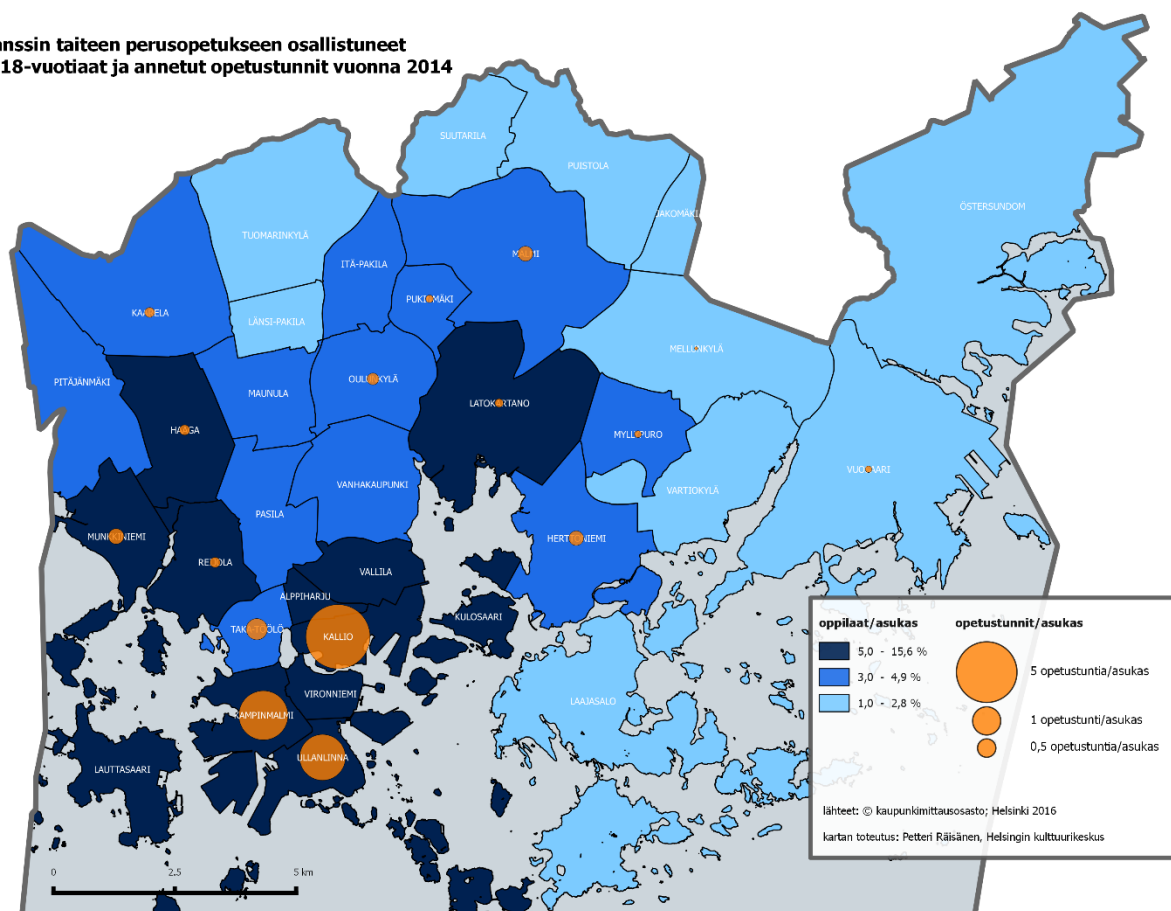 anssin taiteen perusopetukseen osallistuneet
18-vuotiaat ja annetut opetustunnit vuonna 2014
SUUTARILA
PUISTOLA
JAKOMÄKI
ÖSTERSUNDOM
TUOMARINKYLÄ
ITÄ-PAKILA
MALMI
PUKINMÄKI
KAARELA
LÄNSI-PAKILA
MELLUNKYLÄ
PITÄJÄNMÄKI
OULUNKYLÄ
MAUNULA
LATOKARTANO
HAAGA
MYLLYPURO
VUOSAARI
VANHAKAUPUNKI
VARTIOKYLÄ
PASILA
MUNKKINIEMI
HERTTONIEMI
REIJOLA
VALLILA
ALPPIHARJU
KULOSAARI
TAKA-TÖÖLÖ
KALLIO
VIRONNIEMI
LAAJASALO
KAMPINMALMI
ULLANLINNA
LAUTTASAARI
oppilaat/asukas
5,0 - 15,6 %
3,0 - 4,9 %
1,0 - 2,8 %
opetustunnit/asukas
5 opetustuntia/asukas
1 opetustunti/asukas
0,5 opetustuntia/asukas
lähteet: © kaupunkimittausosasto; Helsinki 2016
kartan toteutus: Petteri Räisänen, Helsingin kulttuurikeskus
0 2,5 5 km